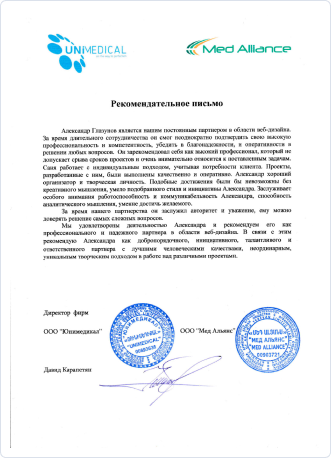 UNIMEDICAL
Med Alliance
Рекомендательное письмо
Александр Глазунов является нашим постоянным партнером в области веб-дизайна.
За время длительного сотрудничества он смог неоднократно подтвердить свою высокую
профессиональность и компетентность, убедить в благонадежности, и оперативности в
решении любых вопросов. Он зарекомендовал себя как высокий профессионал, который не
допускает срыва сроков проектов и очень внимательно относится к поставленным задачам.
Саня работает с индивидуальным подходом, учитывая потребности клиента. Проекты,
разработанные с ним, были выполнены качественно и оперативно. Александр хороший
организатор и творческая личность. Подобные достижения были бы невозможны без
креативного мышления, умело подобранного стиля и инициативы Александра. Заслуживает
особого внимания работоспособность и коммуникабельность Александра, способность
аналитического мышления, умение достичь желаемого.
За время нашего партнерства он заслужил авторитет и уважение, ему можно
доверять решение самых сложных вопросов.
Мы удовлетворены деятельностью Александра и рекомендуем его как
профессионального и надежного партнера в области веб-дизайна. В связи с этим
рекомендую Александра как добропорядочного, инициативного, талантливого и
ответственного партнера с лучшими человеческими качествами, неординарным,
уникальным творческим подходом в работе над различными проектами.
Директор фирм
ООО "Юнимедикал"
ООО "Мед Альянс"
"UNIMEDICAL"
"МЕД АЛЬЯНС"
"MED ALLIANCE"
00903721
Давид Карапетян